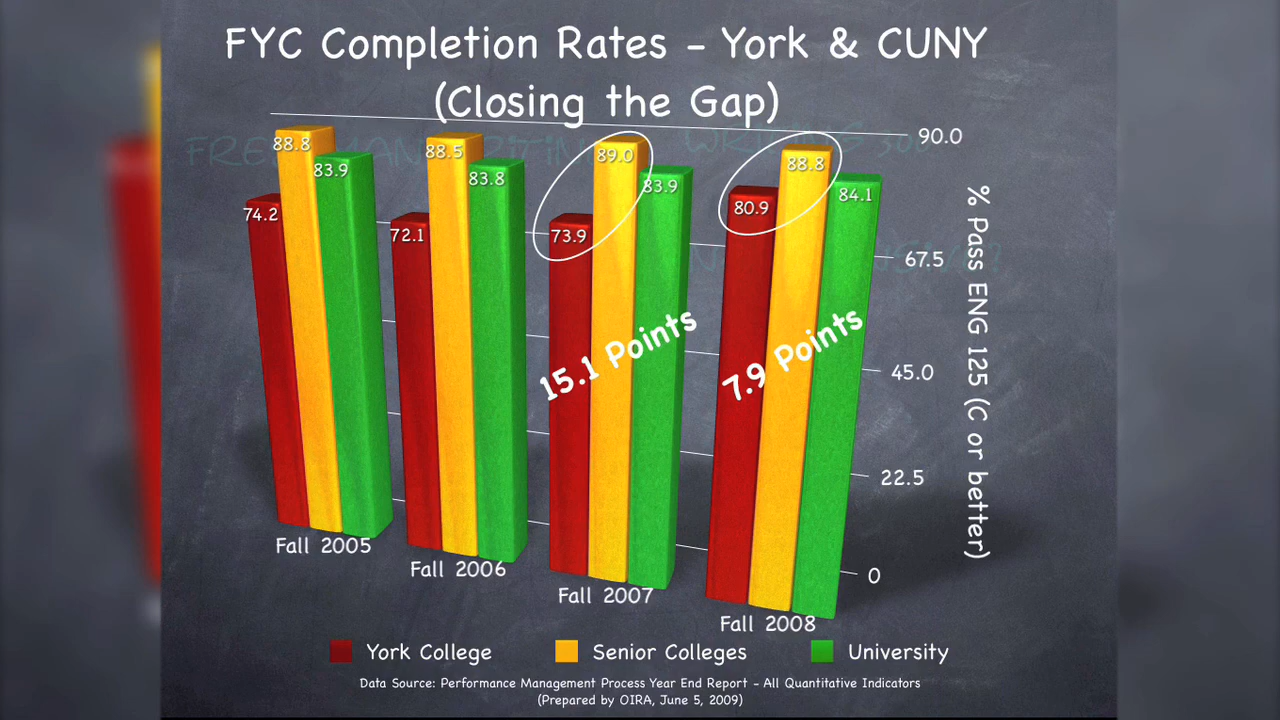 FYC Completion Rates - York & CUNY
(Closing the Gap)
90.0
67.5
45.0
22.5
0
% Pass ENG 125 (C or better)
74.2
88.8
83.9
72.1
88.5
83.8
73.9
89.0
83.9
80.9
88.8
84.1
15.1 Points
7.9 Points
Fall 2005
Fall 2006
Fall 2007
Fall 2008
York College
Senior Colleges
University
Data Source: Performance Management Process Year End Report - All Quantitative Indicators
(Prepared by OIRA, June 5, 2009)